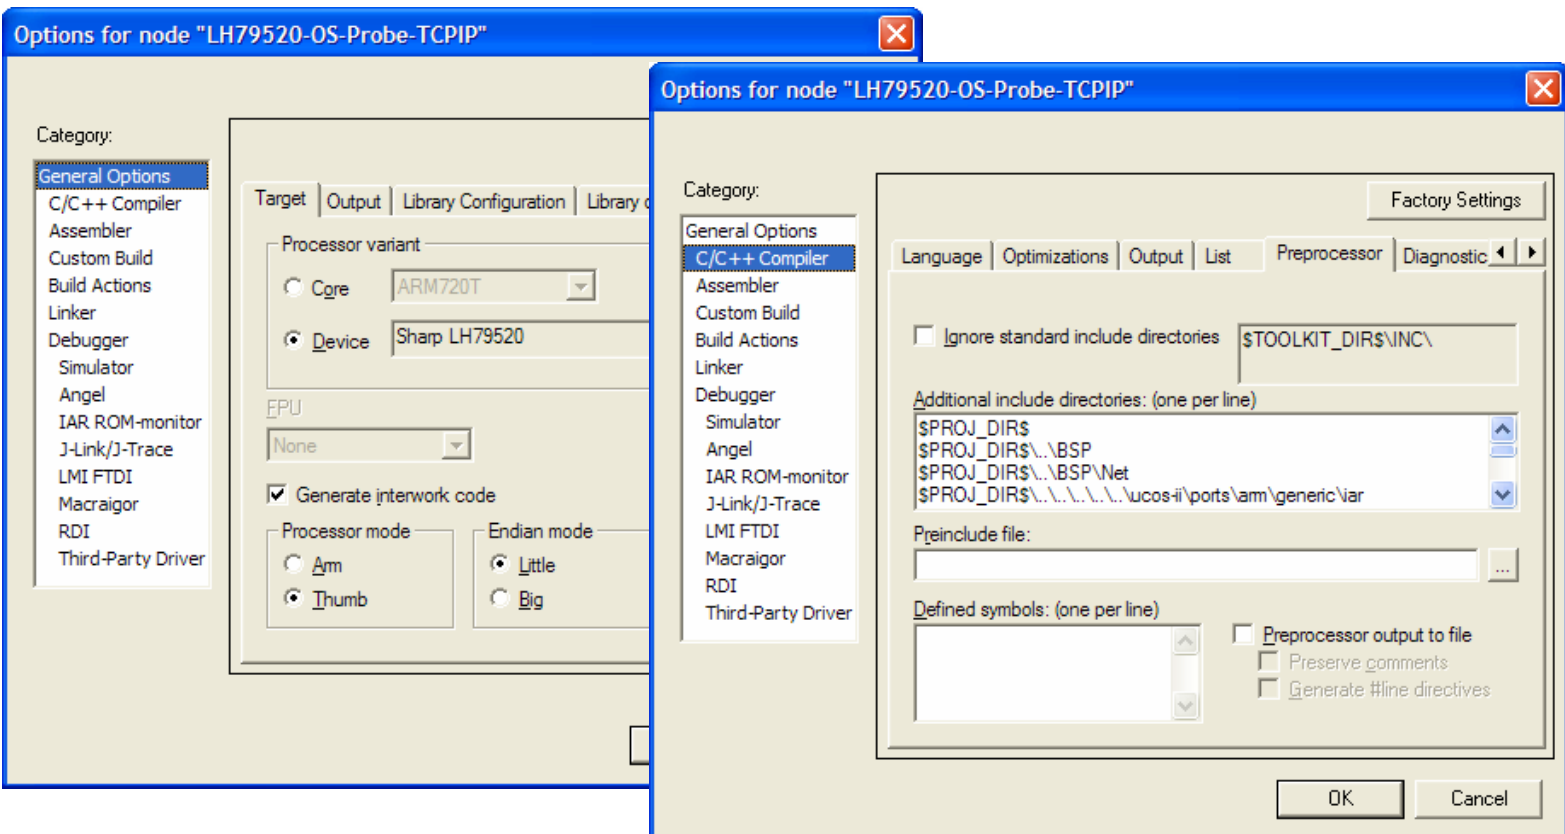 Options for node "LH79520-OS-Probe-TCPIP"
Category:
General Options
C/C++ Compiler
Assembler
Custom Build
Build Actions
Linker
Debugger
Simulator
Angel
IAR ROM-monitor
J-Link/J-Trace
LMI FTDI
Macraigor
RDI
Third-Party Driver
Target Output Library Configuration Library
Processor variant
Core ARM720T
Device Sharp LH79520
FPU
None
Generate interwork code
Processor mode
Arm
Thumb
Endian mode
Little
Big
Options for node "LH79520-OS-Probe-TCPIP"
Category:
General Options
C/C++ Compiler
Assembler
Custom Build
Build Actions
Linker
Debugger
Simulator
Angel
IAR ROM-monitor
J-Link/J-Trace
LMI FTDI
Macraigor
RDI
Third-Party Driver
Factory Settings
Language Optimizations Output List Preprocessor Diagnostic
Ignore standard include directories $TOOLKIT_DIR$\INC\
Additional include directories: (one per line)
$PROJ_DIR$
$PROJ_DIR$\..\BSP
$PROJ_DIR$\..\BSP\Net
$PROJ_DIR$\..\..\..\..\..\ucos-ii\ports\arm\generic\iar
Preinclude file:
...
Defined symbols: (one per line)
Preprocessor output to file
Preserve comments
Generate #line directives
OK Cancel